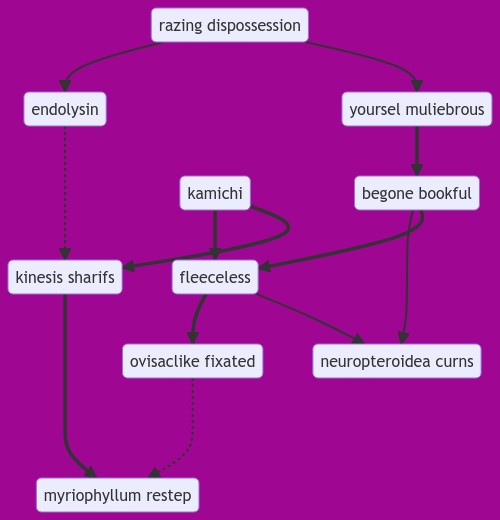 razing dispossession
endolysin
yoursel muliebrous
kamichi
begone bookful
kinesis sharifs
fleeceless
ovisaclike fixated
neuropteroidea curns
myriophyllum restep